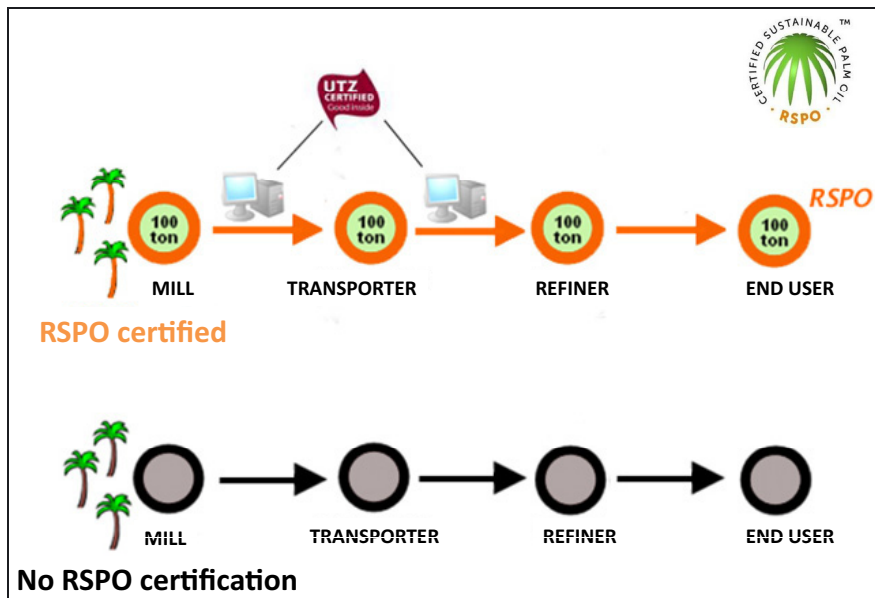 CERTIFIED SUSTAINABLE PALM OIL
TM
RSPO
UTZ
CERTIFIED
Good inside
RSPO
100
ton
100
ton
100
ton
100
ton
MILL
TRANSPORTER
REFINER
END USER
RSPO certified
MILL
TRANSPORTER
REFINER
END USER
No RSPO certification